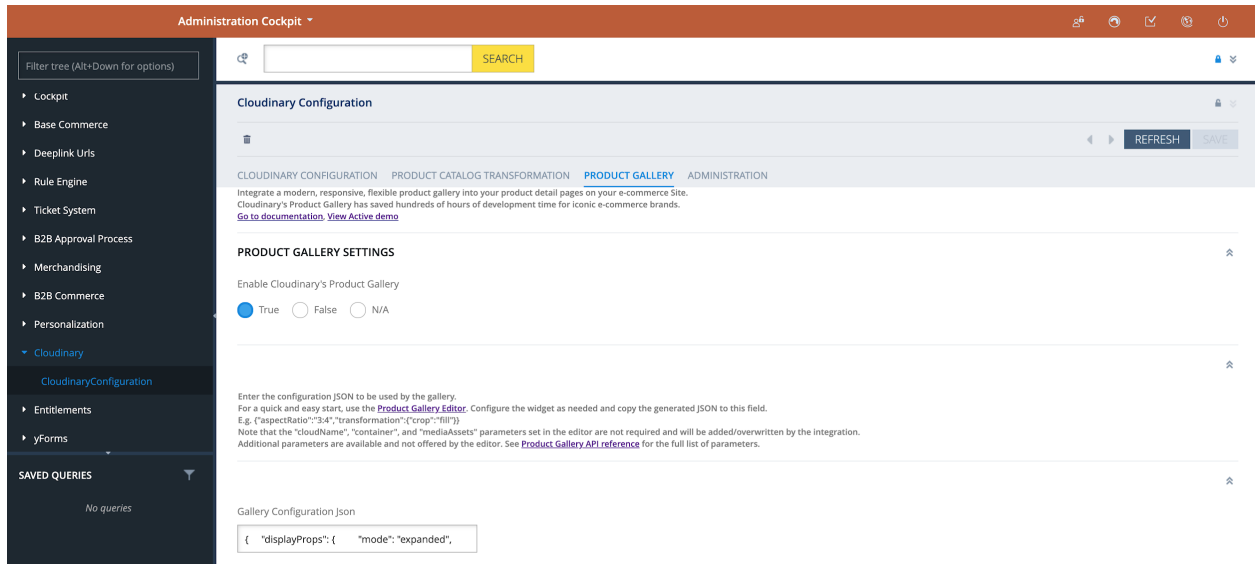 Administration Cockpit
Filter tree (Alt+Down for options)
Cockpit
Base Commerce
Deeplink Urls
Rule Engine
Ticket System
B2B Approval Process
Merchandising
B2B Commerce
Personalization
Cloudinary
CloudinaryConfiguration
Entitlements
yForms
SAVED QUERIES
No queries
SEARCH
Cloudinary Configuration
REFRESH SAVE
CLOUDINARY CONFIGURATION PRODUCT CATALOG TRANSFORMATION PRODUCT GALLERY ADMINISTRATION
Integrate a modern, responsive, flexible product gallery into your product detail pages on your e-commerce Site.
Cloudinary's Product Gallery has saved hundreds of hours of development time for iconic e-commerce brands.
Go to documentation, View Active demo
PRODUCT GALLERY SETTINGS
Enable Cloudinary's Product Gallery
True False N/A
Enter the configuration JSON to be used by the gallery.
For a quick and easy start, use the Product Gallery Editor. Configure the widget as needed and copy the generated JSON to this field.
E.g. {"aspectRatio":"3:4","transformation":{"crop":"fill"}}
Note that the "cloudName", "container", and "mediaAssets" parameters set in the editor are not required and will be added/overwritten by the integration.
Additional parameters are available and not offered by the editor. See Product Gallery API reference for the full list of parameters.
Gallery Configuration Json
{ "displayProps": { "mode": "expanded",